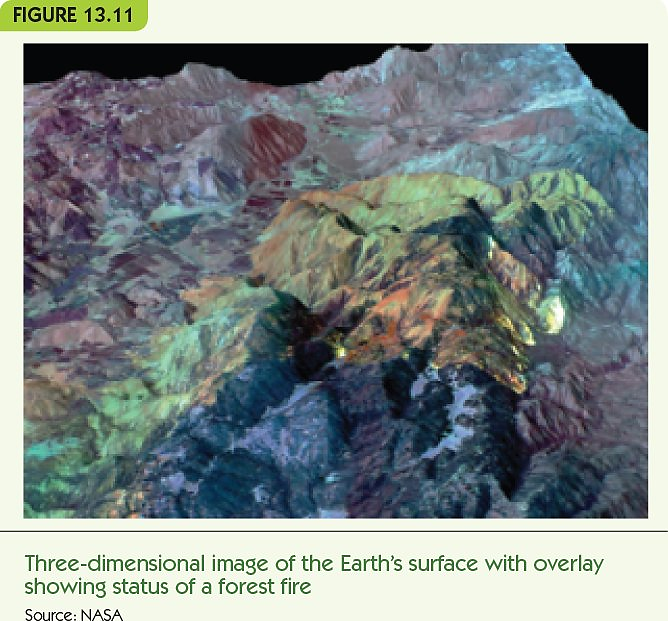 FIGURE 13.11
Three-dimensional image of the Earth's surface with overlay
showing status of a forest fire
Source: NASA